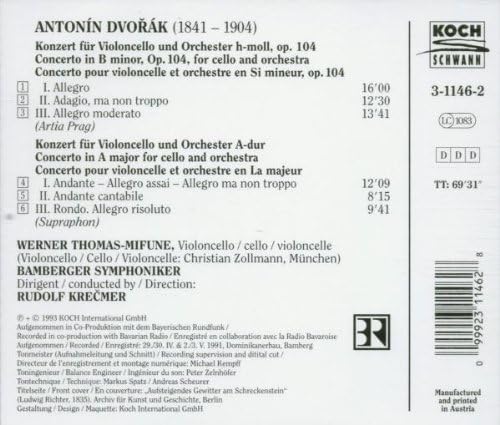 ANTONÍN DVOŘÁK (1841 – 1904)
Konzert für Violoncello und Orchester h-moll, op. 104
Concerto in B minor, Op. 104, for cello and orchestra
Concerto pour violoncelle et orchestre en Si mineur, op. 104
1 I. Allegro 16'00
2 II. Adagio, ma non troppo 12'30
3 III. Allegro moderato 13'41
(Artia Prag)
Konzert für Violoncello und Orchester A-dur
Concerto in A major for cello and orchestra
Concerto pour violoncelle et orchestre en La majeur
4 I. Andante – Allegro assai – Allegro ma non troppo 12'09
5 II. Andante cantabile 8'15
6 III. Rondo. Allegro risoluto 9'41
(Supraphon)
WERNER THOMAS-MIFUNE, Violoncello / cello / violoncelle
(Violoncello / Cello / Violoncelle: Christian Zollmann, München)
BAMBERGER SYMPHONIKER
Dirigent / conducted by / Direction:
RUDOLF KREČMER
℗ + © 1993 KOCH International GmbH
Aufgenommen in Co-Produktion mit dem Bayerischen Rundfunk /
Recorded in co-production with Bavarian Radio / Enregistré en collaboration avec la Radio Bavaroise
Aufgenommen / Recorded / Enregistré: 29./30. IV. & 2./3. V. 1991, Dominikanerbau, Bamberg
Tonmeister (Aufnahmeleitung und Schnitt) / Recording supervision and ditital cut /
Directeur de l'enregistrement et montage numérique: Michael Kempff
Toningenieur / Balance Engineer / Ingénieur du son: Peter Zelnhöfer
Tontechnique / Technique: Markus Spatz / Andreas Scheurer
Titelseite / Front cover / En couverture: „Aufsteigendes Gewitter am Schreckenstein“
(Ludwig Richter, 1835). Archiv für Kunst und Geschichte, Berlin
Gestaltung / Design / Maquette: Koch International GmbH
BR
KOCH
SCHWANN
3-1146-2
LC 1083
D D D
TT: 69'31"
0 99923 11462 8
Manufactured
and printed
in Austria